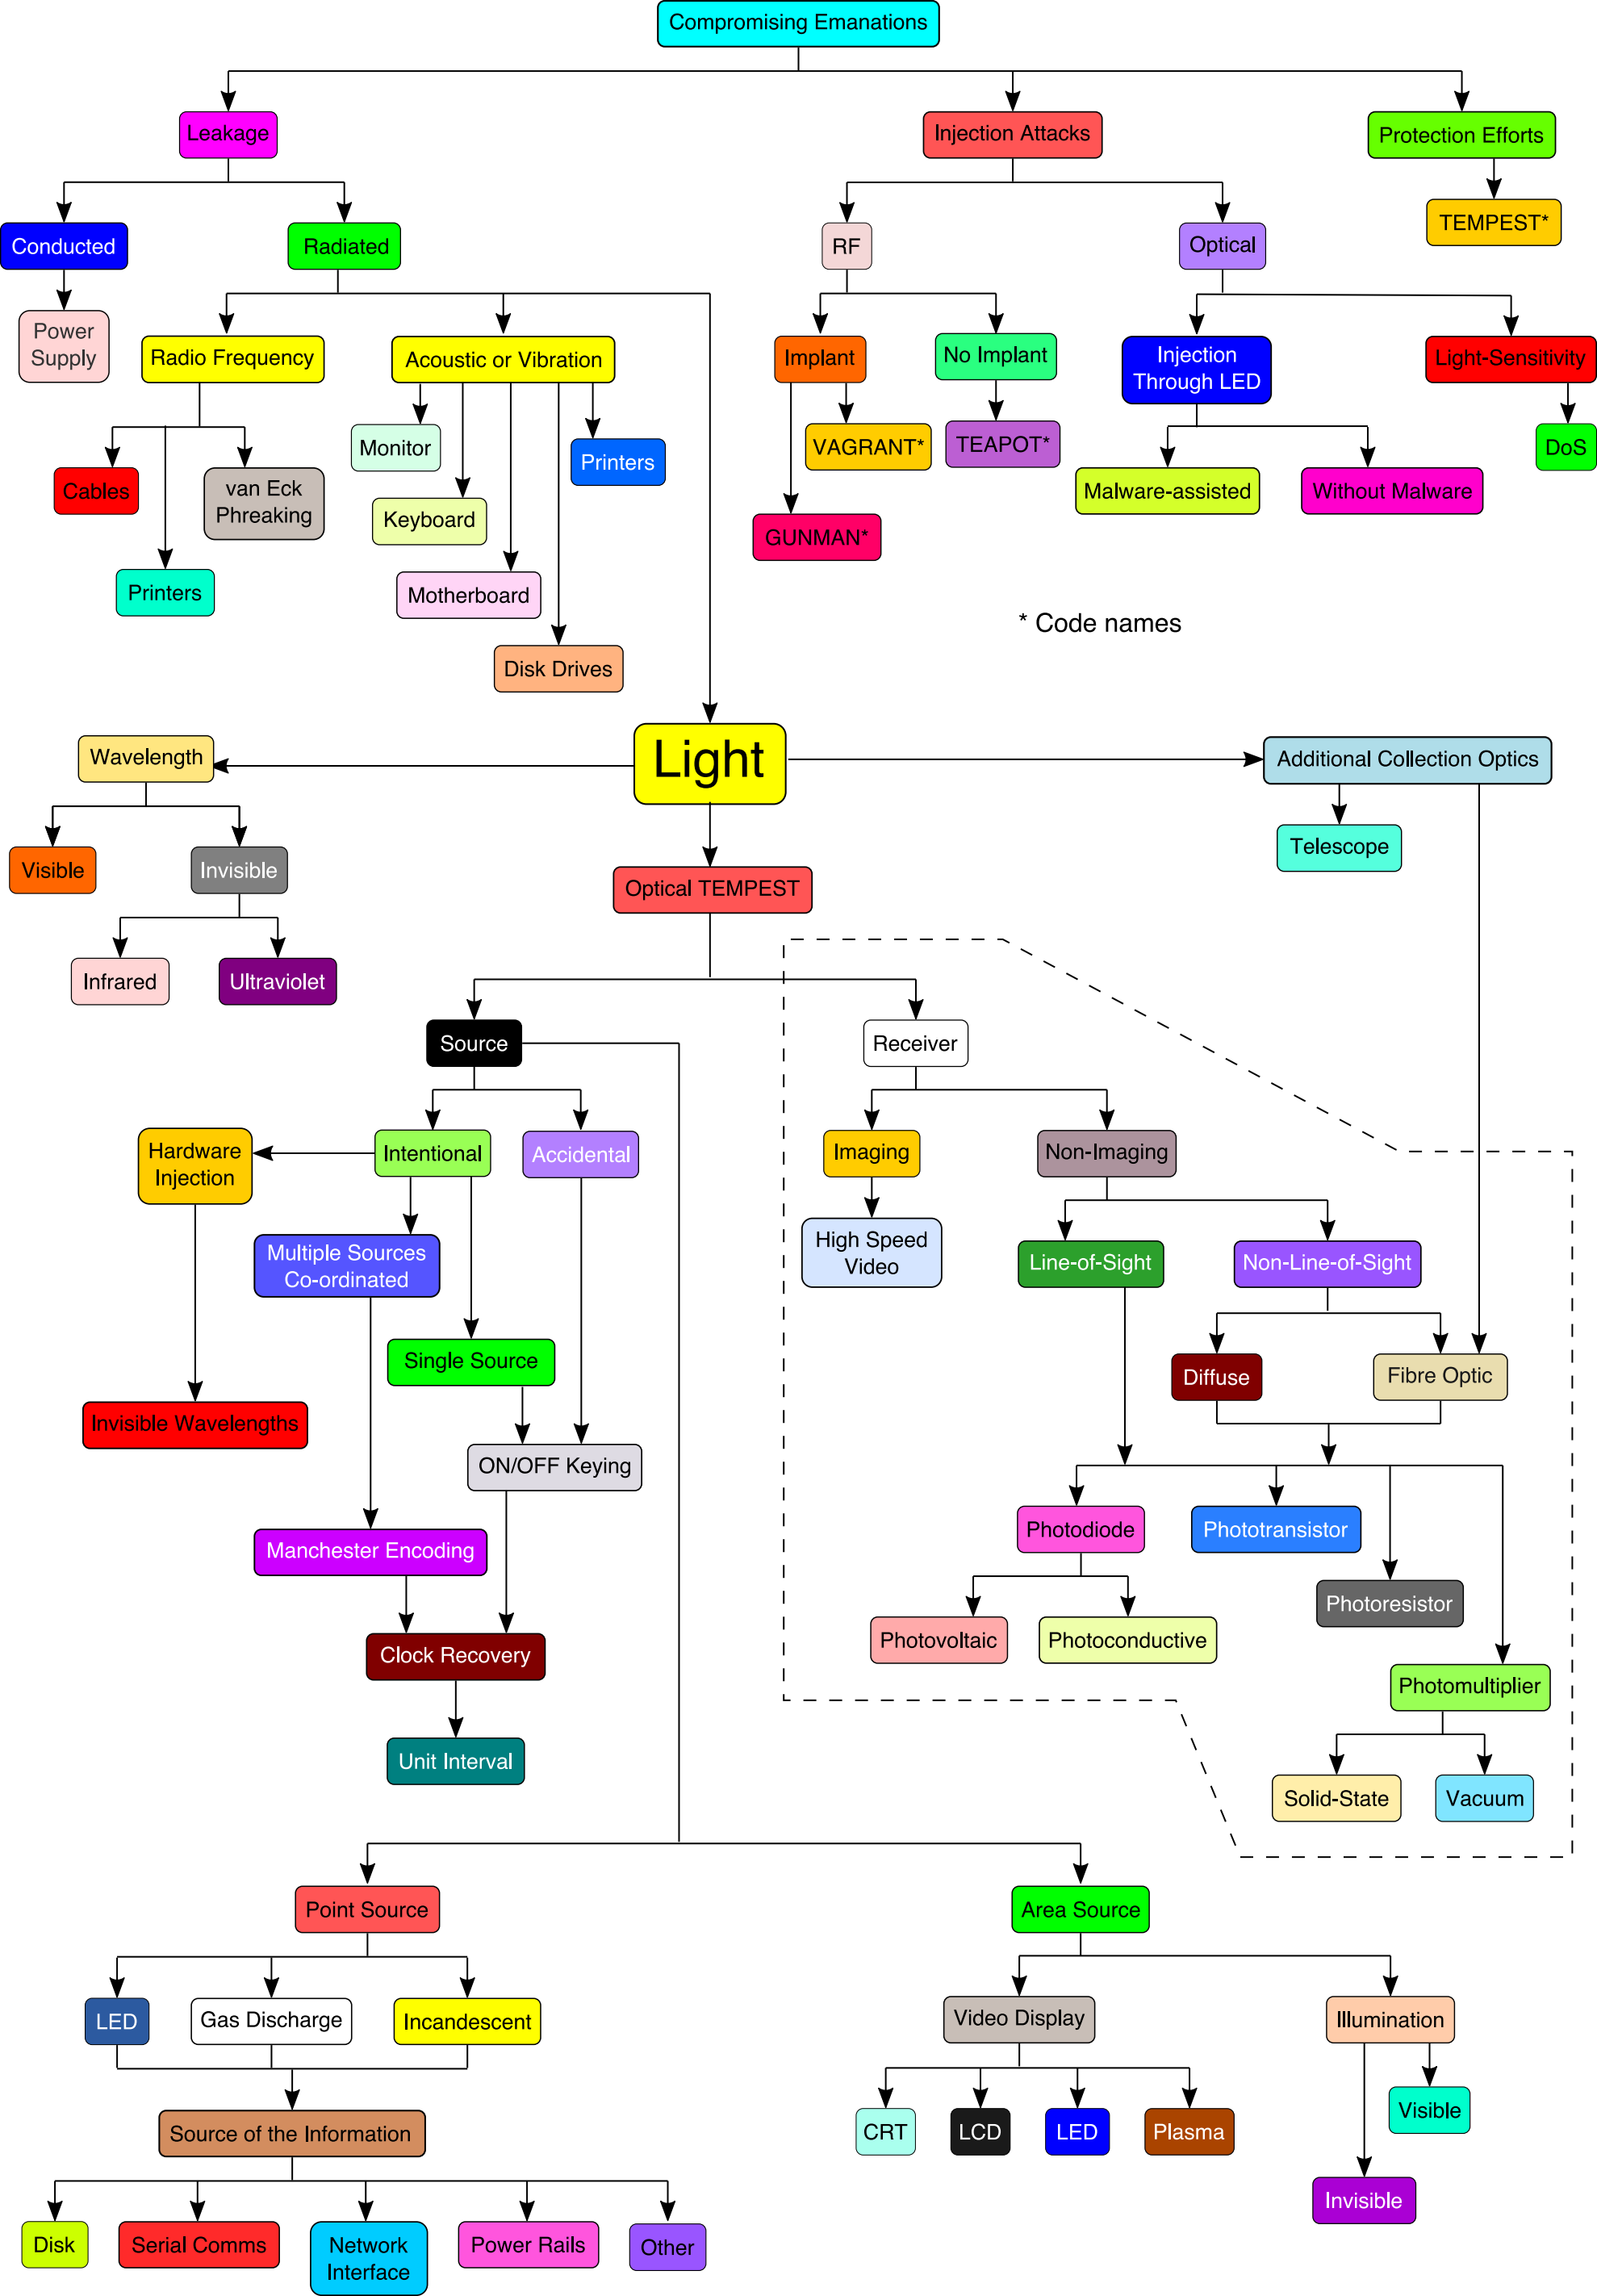 Compromising Emanations
Leakage
Injection Attacks
Protection Efforts
Conducted
Radiated
RF
Optical
TEMPEST*
Power
Supply
Radio Frequency
Acoustic or Vibration
Implant
No Implant
Injection
Through LED
Light-Sensitivity
Monitor
Printers
VAGRANT*
TEAPOT*
DoS
Cables
van Eck
Phreaking
Keyboard
Malware-assisted
Without Malware
GUNMAN*
Printers
Motherboard
* Code names
Disk Drives
Wavelength
Light
Additional Collection Optics
Visible
Invisible
Telescope
Optical TEMPEST
Infrared
Ultraviolet
Source
Receiver
Hardware
Injection
Intentional
Accidental
Imaging
Non-Imaging
Multiple Sources
Co-ordinated
High Speed
Video
Line-of-Sight
Non-Line-of-Sight
Single Source
Diffuse
Fibre Optic
Invisible Wavelengths
ON/OFF Keying
Manchester Encoding
Photodiode
Phototransistor
Photoresistor
Clock Recovery
Photovoltaic
Photoconductive
Photomultiplier
Unit Interval
Solid-State
Vacuum
Point Source
Area Source
LED
Gas Discharge
Incandescent
Video Display
Illumination
Source of the Information
CRT
LCD
LED
Plasma
Visible
Invisible
Disk
Serial Comms
Network
Interface
Power Rails
Other